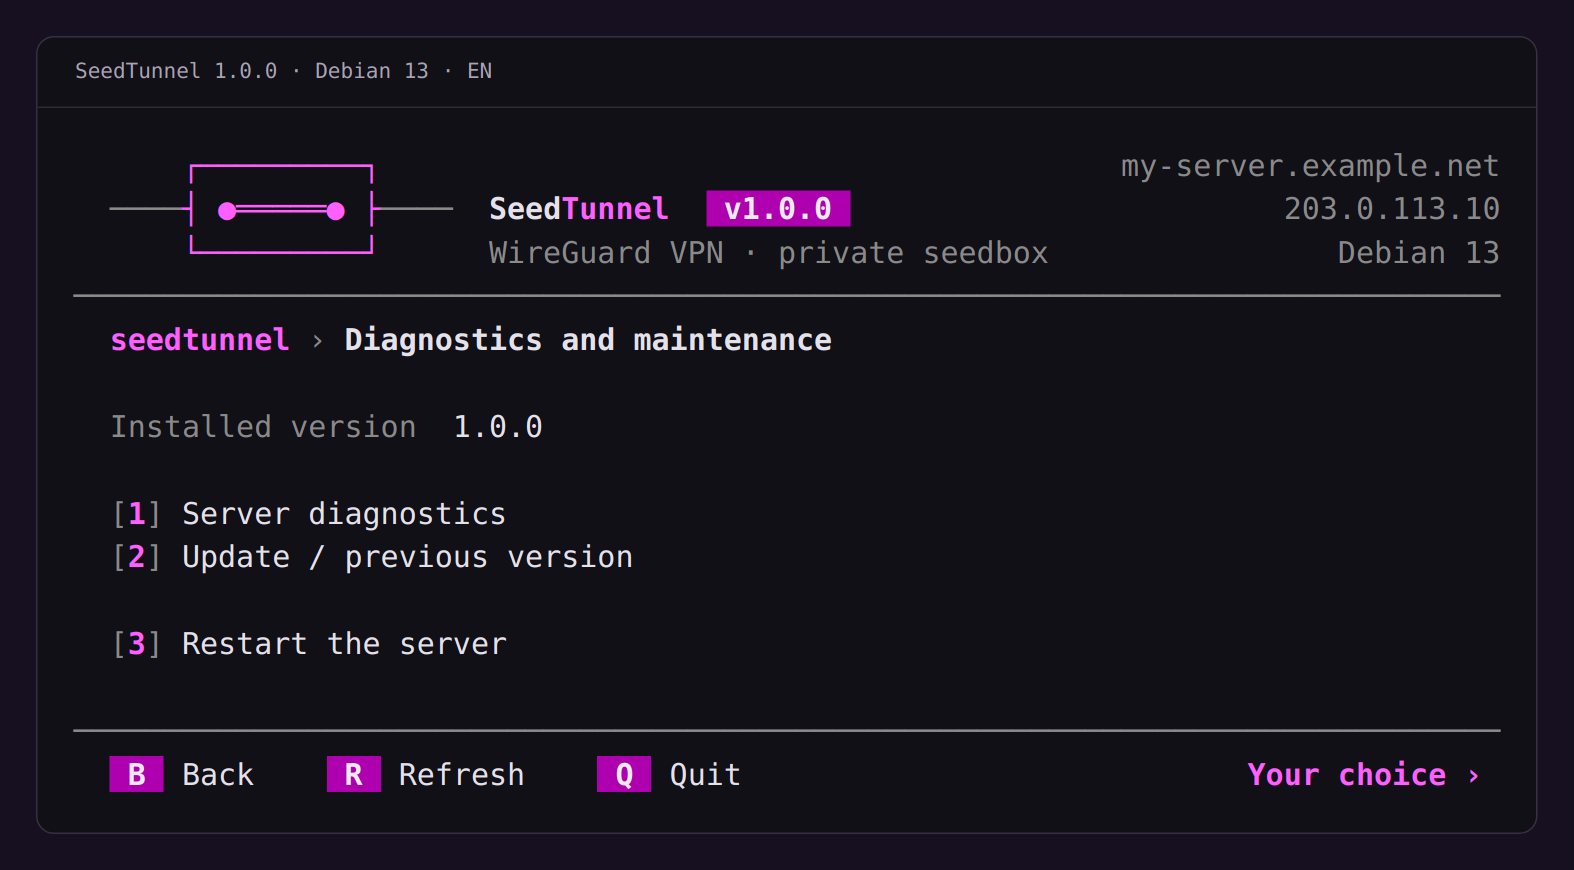 SeedTunnel 1.0.0 · Debian 13 · EN
my-server.example.net
SeedTunnel v1.0.0
203.0.113.10
WireGuard VPN · private seedbox
Debian 13
seedtunnel › Diagnostics and maintenance
Installed version 1.0.0
[1] Server diagnostics
[2] Update / previous version
[3] Restart the server
B Back R Refresh Q Quit
Your choice ›